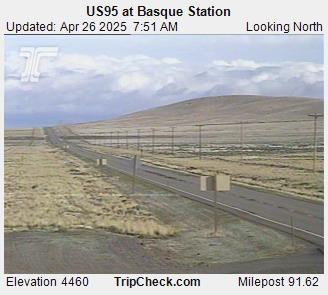 US95 at Basque Station
Updated: Apr 26 2025 7:51 AM Looking North
Elevation 4460 TripCheck.com Milepost 91.62